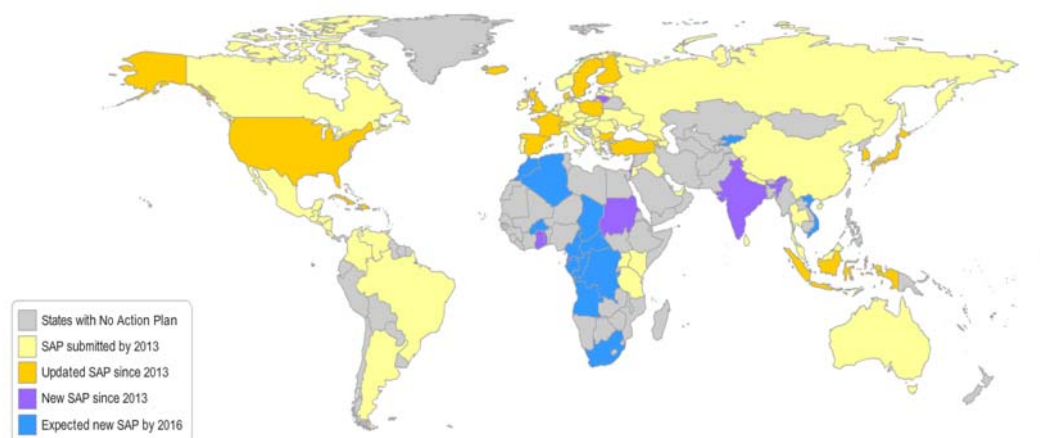 States with No Action Plan
SAP submitted by 2013
Updated SAP since 2013
New SAP since 2013
Expected new SAP by 2016